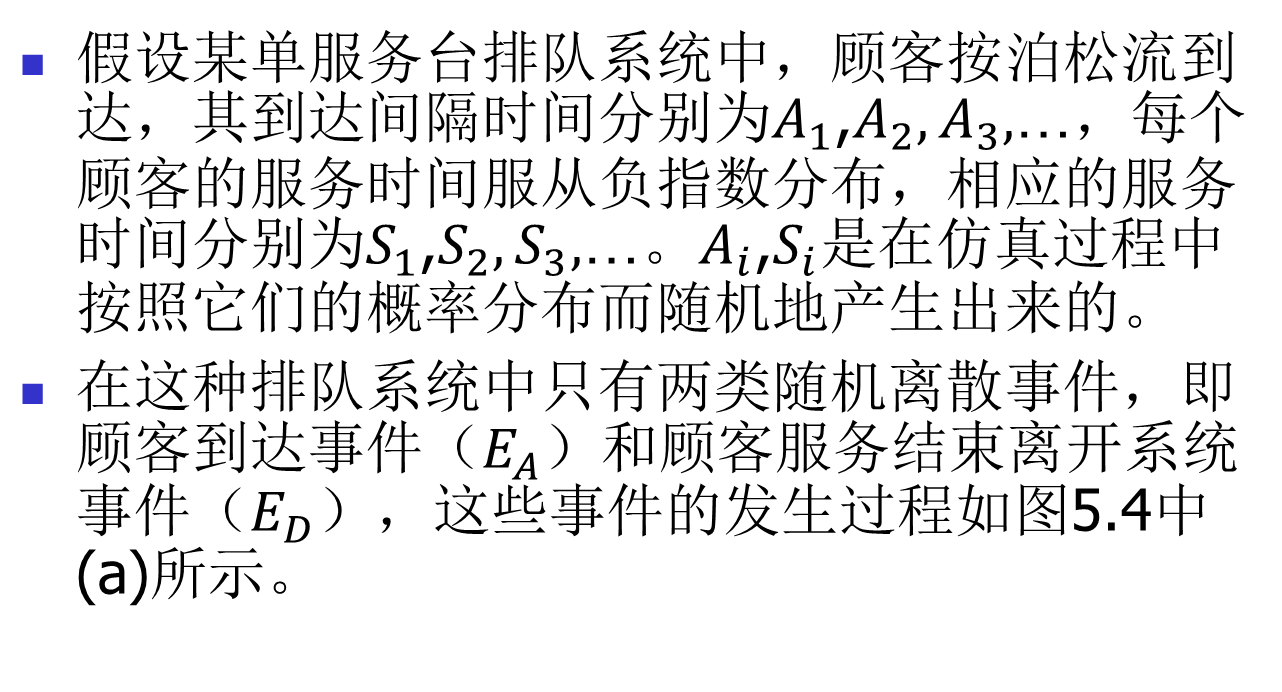 ▪ 假设某单服务台排队系统中，顾客按泊松流到
达，其到达间隔时间分别为A₁,A₂, A₃,…，每个
顾客的服务时间服从负指数分布，相应的服务
时间分别为S₁,S₂, S₃,…。Aᵢ,Sᵢ是在仿真过程中
按照它们的概率分布而随机地产生出来的。
▪ 在这种排队系统中只有两类随机离散事件，即
顾客到达事件（E_A）和顾客服务结束离开系统
事件（E_D），这些事件的发生过程如图5.4中
(a)所示。